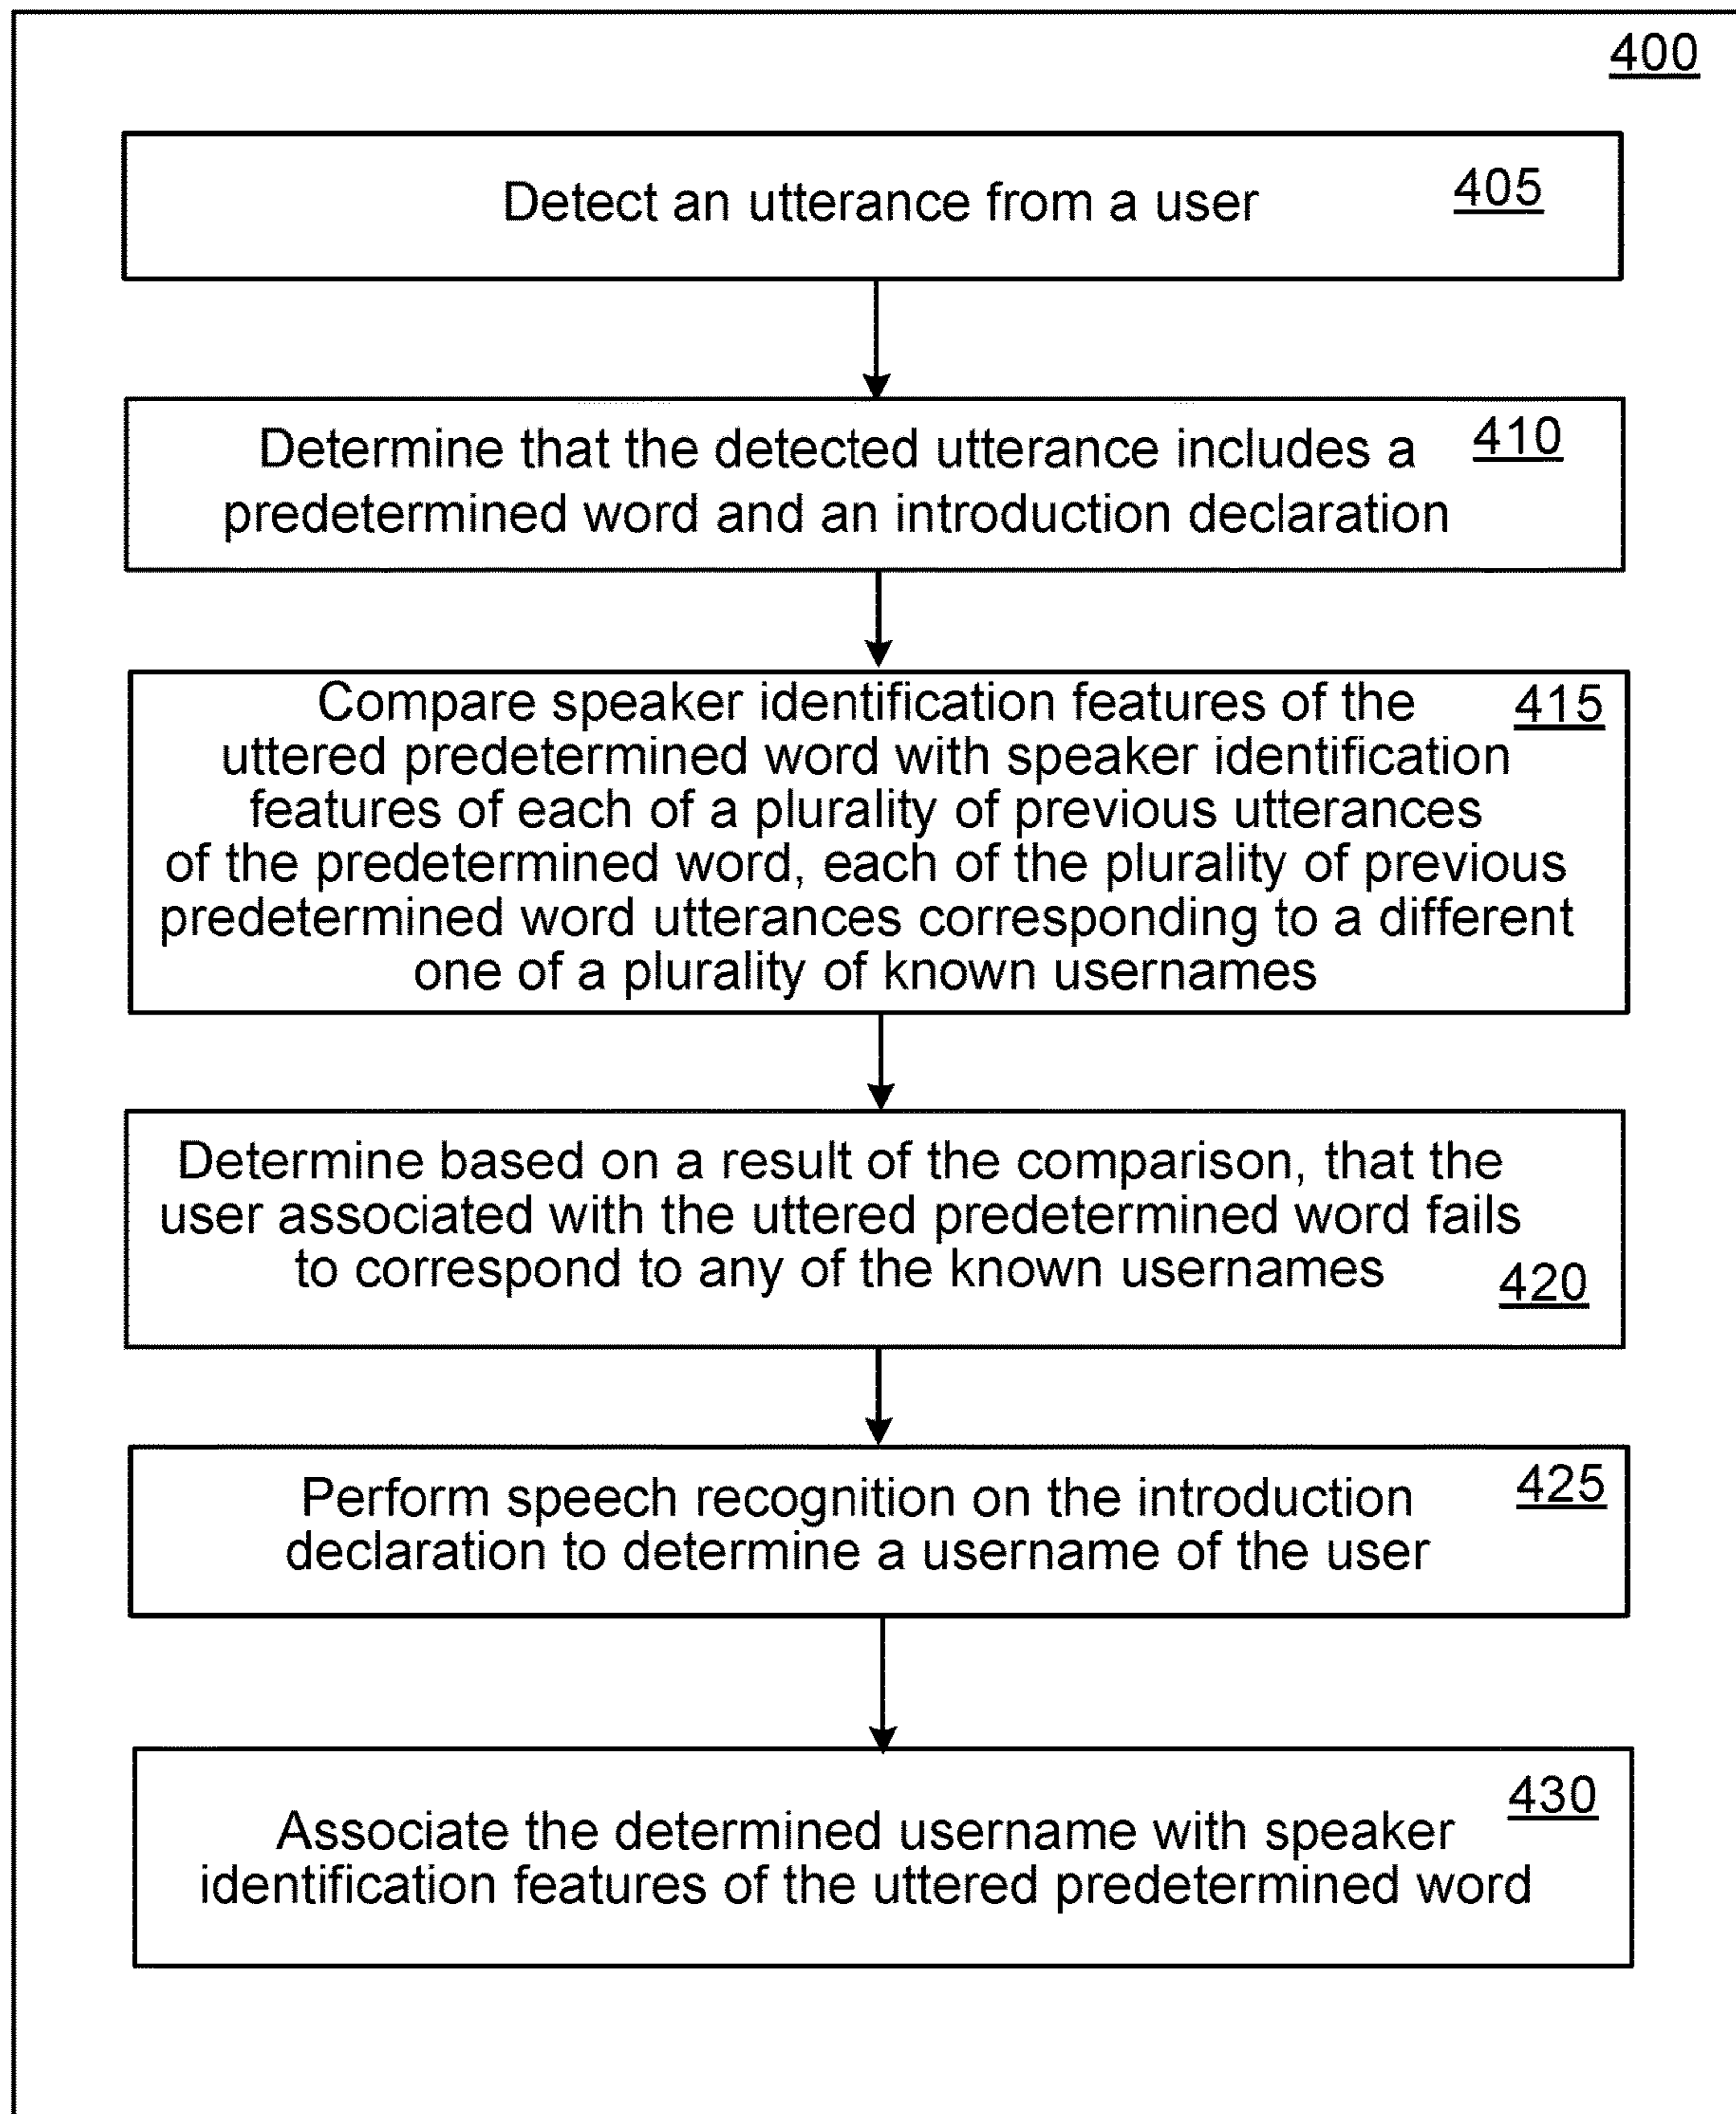 400
Detect an utterance from a user 405
Determine that the detected utterance includes a 410
predetermined word and an introduction declaration
Compare speaker identification features of the 415
uttered predetermined word with speaker identification
features of each of a plurality of previous utterances
of the predetermined word, each of the plurality of previous
predetermined word utterances corresponding to a different
one of a plurality of known usernames
Determine based on a result of the comparison, that the
user associated with the uttered predetermined word fails
to correspond to any of the known usernames
420
Perform speech recognition on the introduction 425
declaration to determine a username of the user
430
Associate the determined username with speaker
identification features of the uttered predetermined word